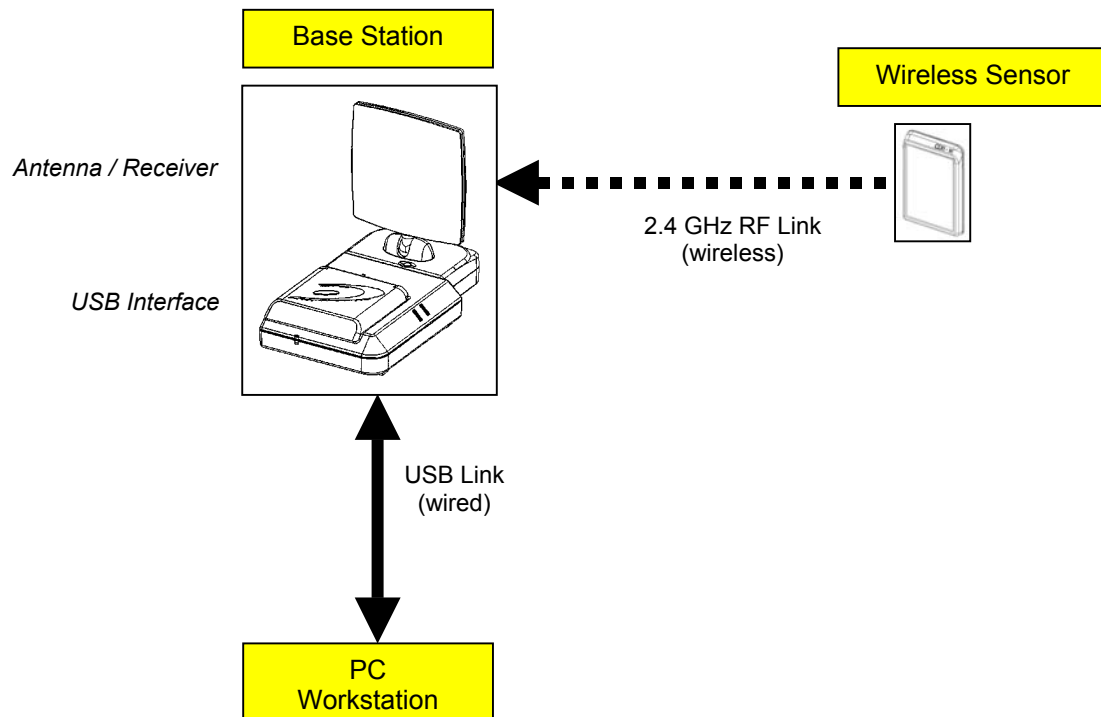 Base Station
Wireless Sensor
Antenna / Receiver
2.4 GHz RF Link
(wireless)
USB Interface
USB Link
(wired)
PC
Workstation